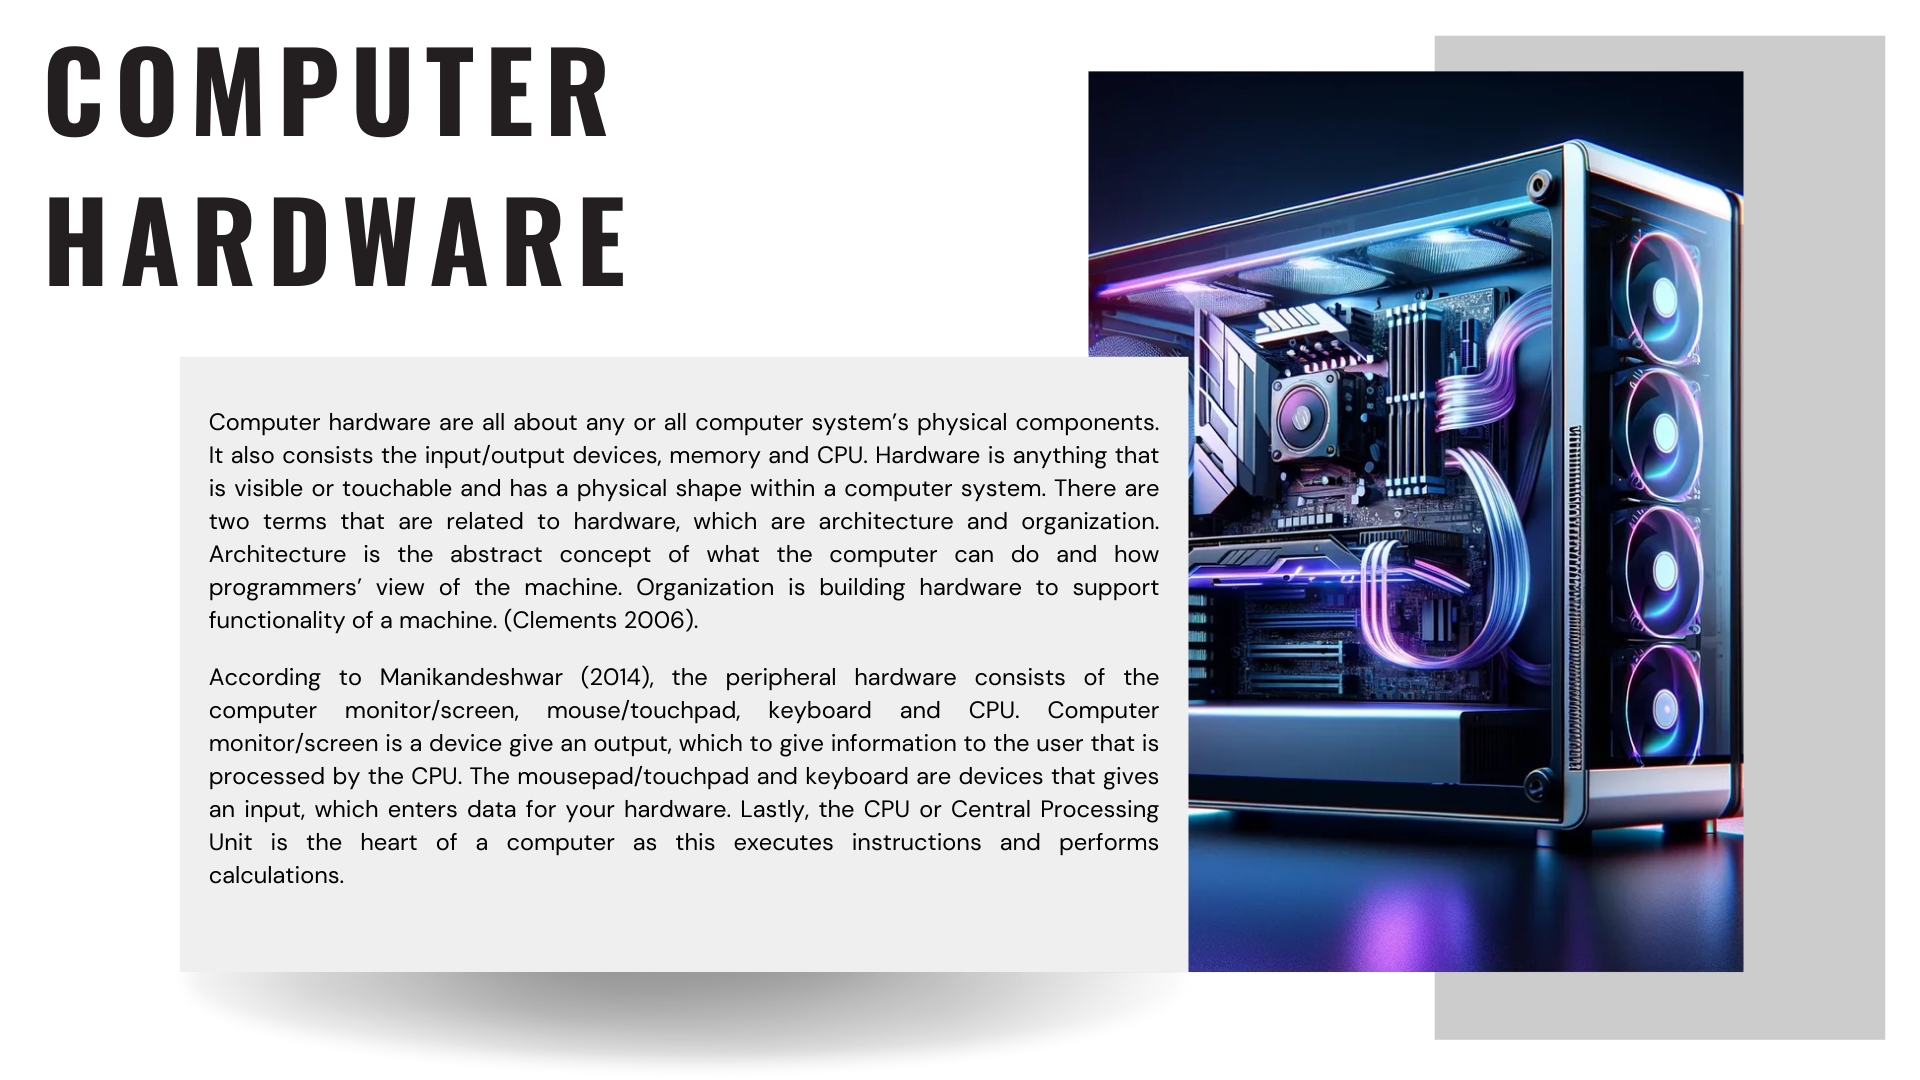 COMPUTER
HARDWARE
Computer hardware are all about any or all computer system’s physical components.
It also consists the input/output devices, memory and CPU. Hardware is anything that
is visible or touchable and has a physical shape within a computer system. There are
two terms that are related to hardware, which are architecture and organization.
Architecture is the abstract concept of what the computer can do and how
programmers’ view of the machine. Organization is building hardware to support
functionality of a machine. (Clements 2006).
According to Manikandeshwar (2014), the peripheral hardware consists of the
computer monitor/screen, mouse/touchpad, keyboard and CPU. Computer
monitor/screen is a device give an output, which to give information to the user that is
processed by the CPU. The mousepad/touchpad and keyboard are devices that gives
an input, which enters data for your hardware. Lastly, the CPU or Central Processing
Unit is the heart of a computer as this executes instructions and performs
calculations.